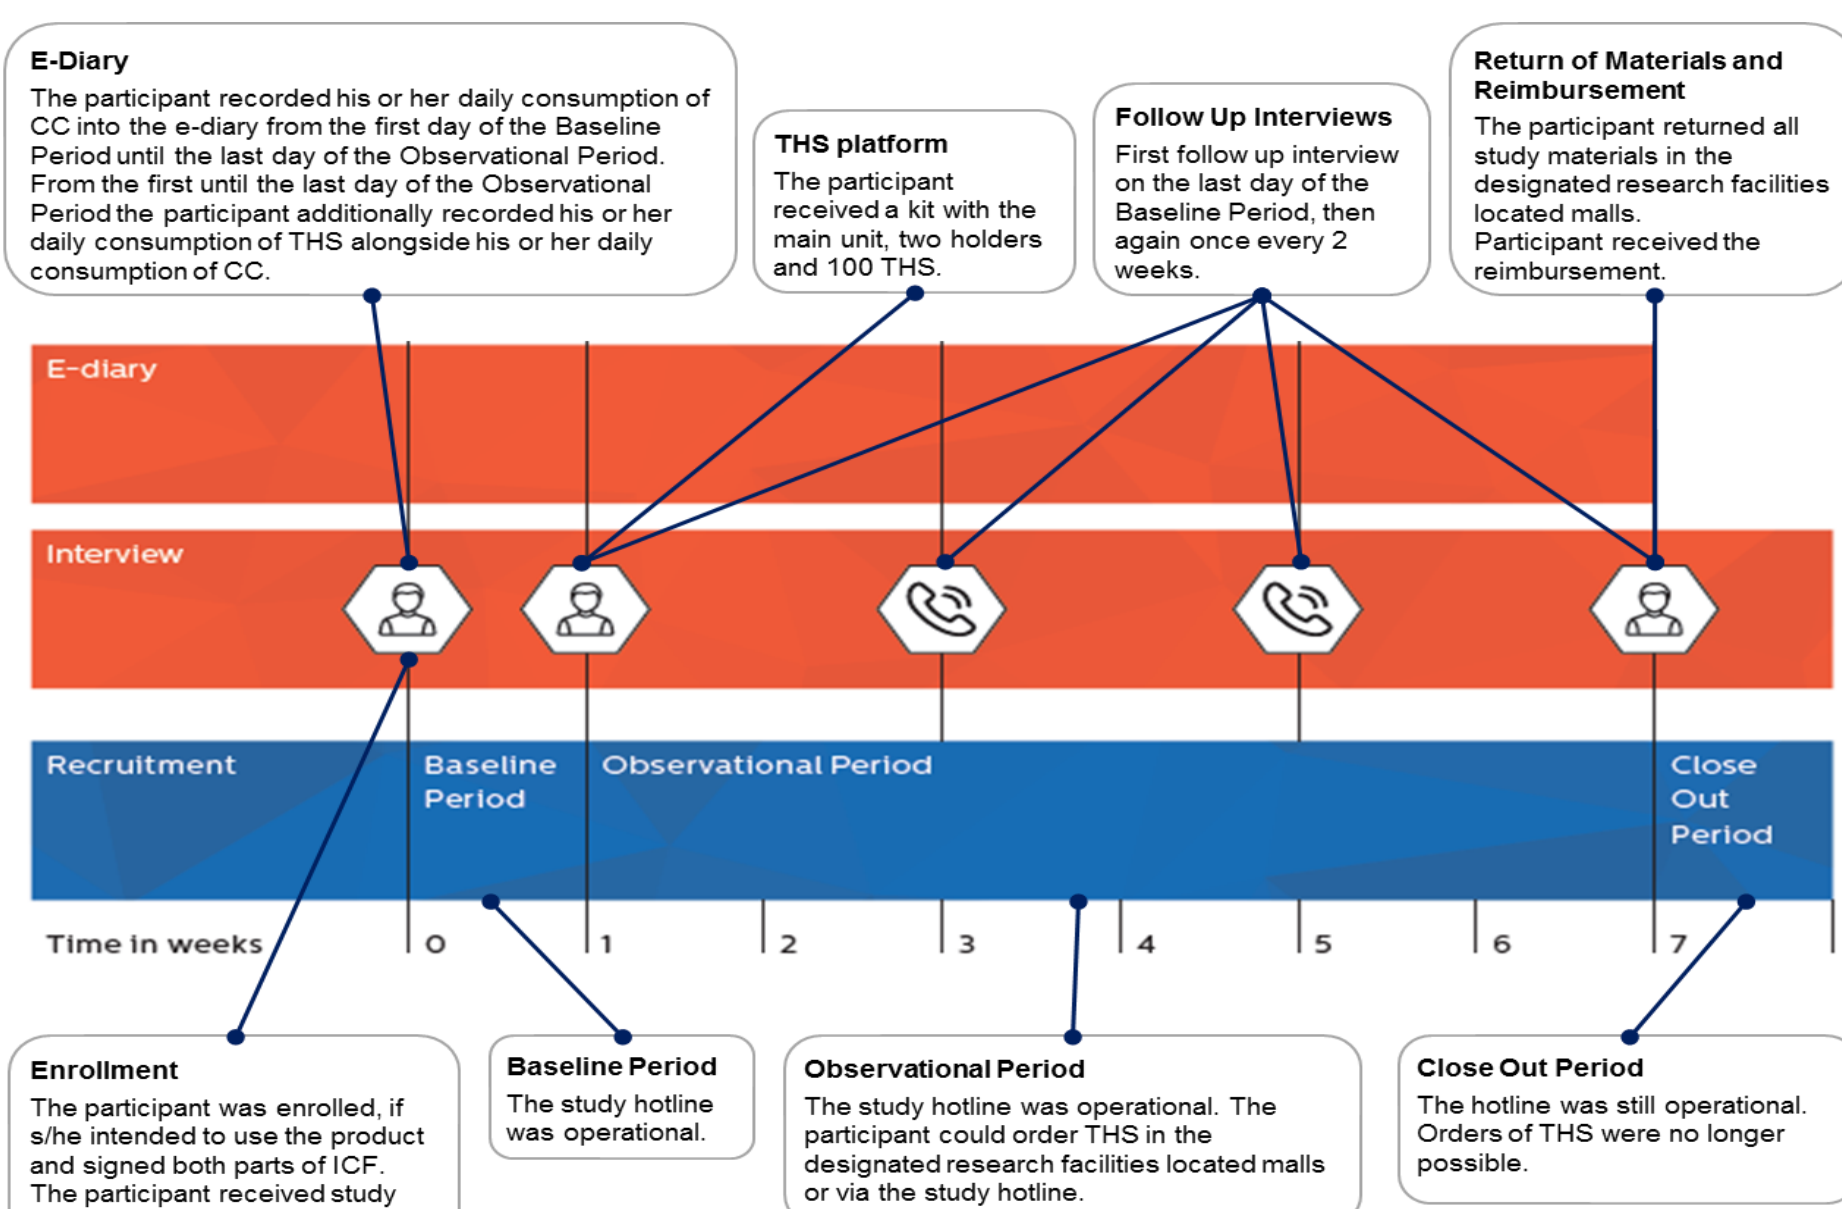 E-Diary
The participant recorded his or her daily consumption of
CC into the e-diary from the first day of the Baseline
Period until the last day of the Observational Period.
From the first until the last day of the Observational
Period the participant additionally recorded his or her
daily consumption of THS alongside his or her daily
consumption of CC.
THS platform
The participant
received a kit with the
main unit, two holders
and 100 THS.
Follow Up Interviews
First follow up interview
on the last day of the
Baseline Period, then
again once every 2
weeks.
Return of Materials and
Reimbursement
The participant returned all
study materials in the
designated research facilities
located malls.
Participant received the
reimbursement.
E-diary
Interview
Recruitment
Baseline
Period
Observational Period
Close
Out
Period
Time in weeks 0 1 2 3 4 5 6 7
Enrollment
The participant was enrolled, if
s/he intended to use the product
and signed both parts of ICF.
The participant received study
Baseline Period
The study hotline
was operational.
Observational Period
The study hotline was operational. The
participant could order THS in the
designated research facilities located malls
or via the study hotline.
Close Out Period
The hotline was still operational.
Orders of THS were no longer
possible.